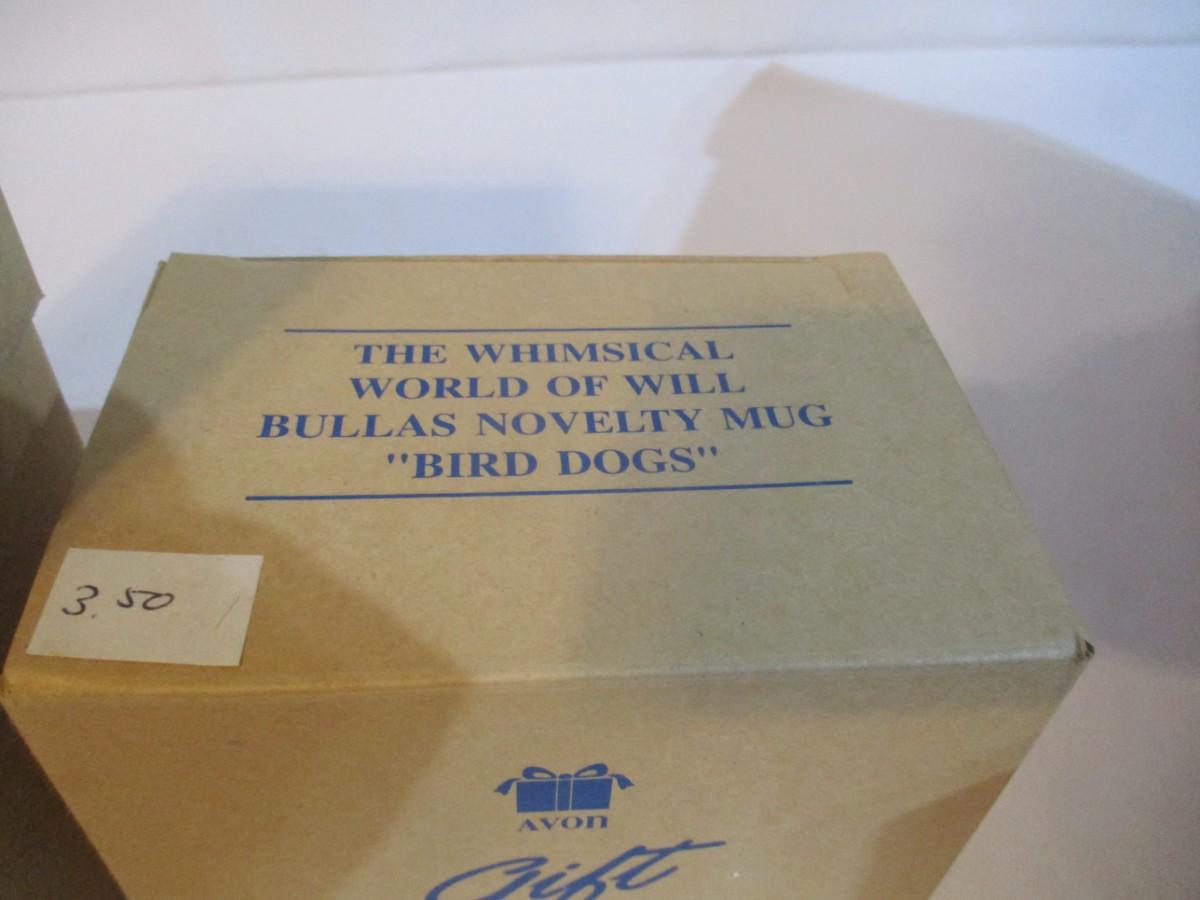 THE WHIMSICAL
WORLD OF WILL
BULLAS NOVELTY MUG
"BIRD DOGS"
3.50
AVON
Gift